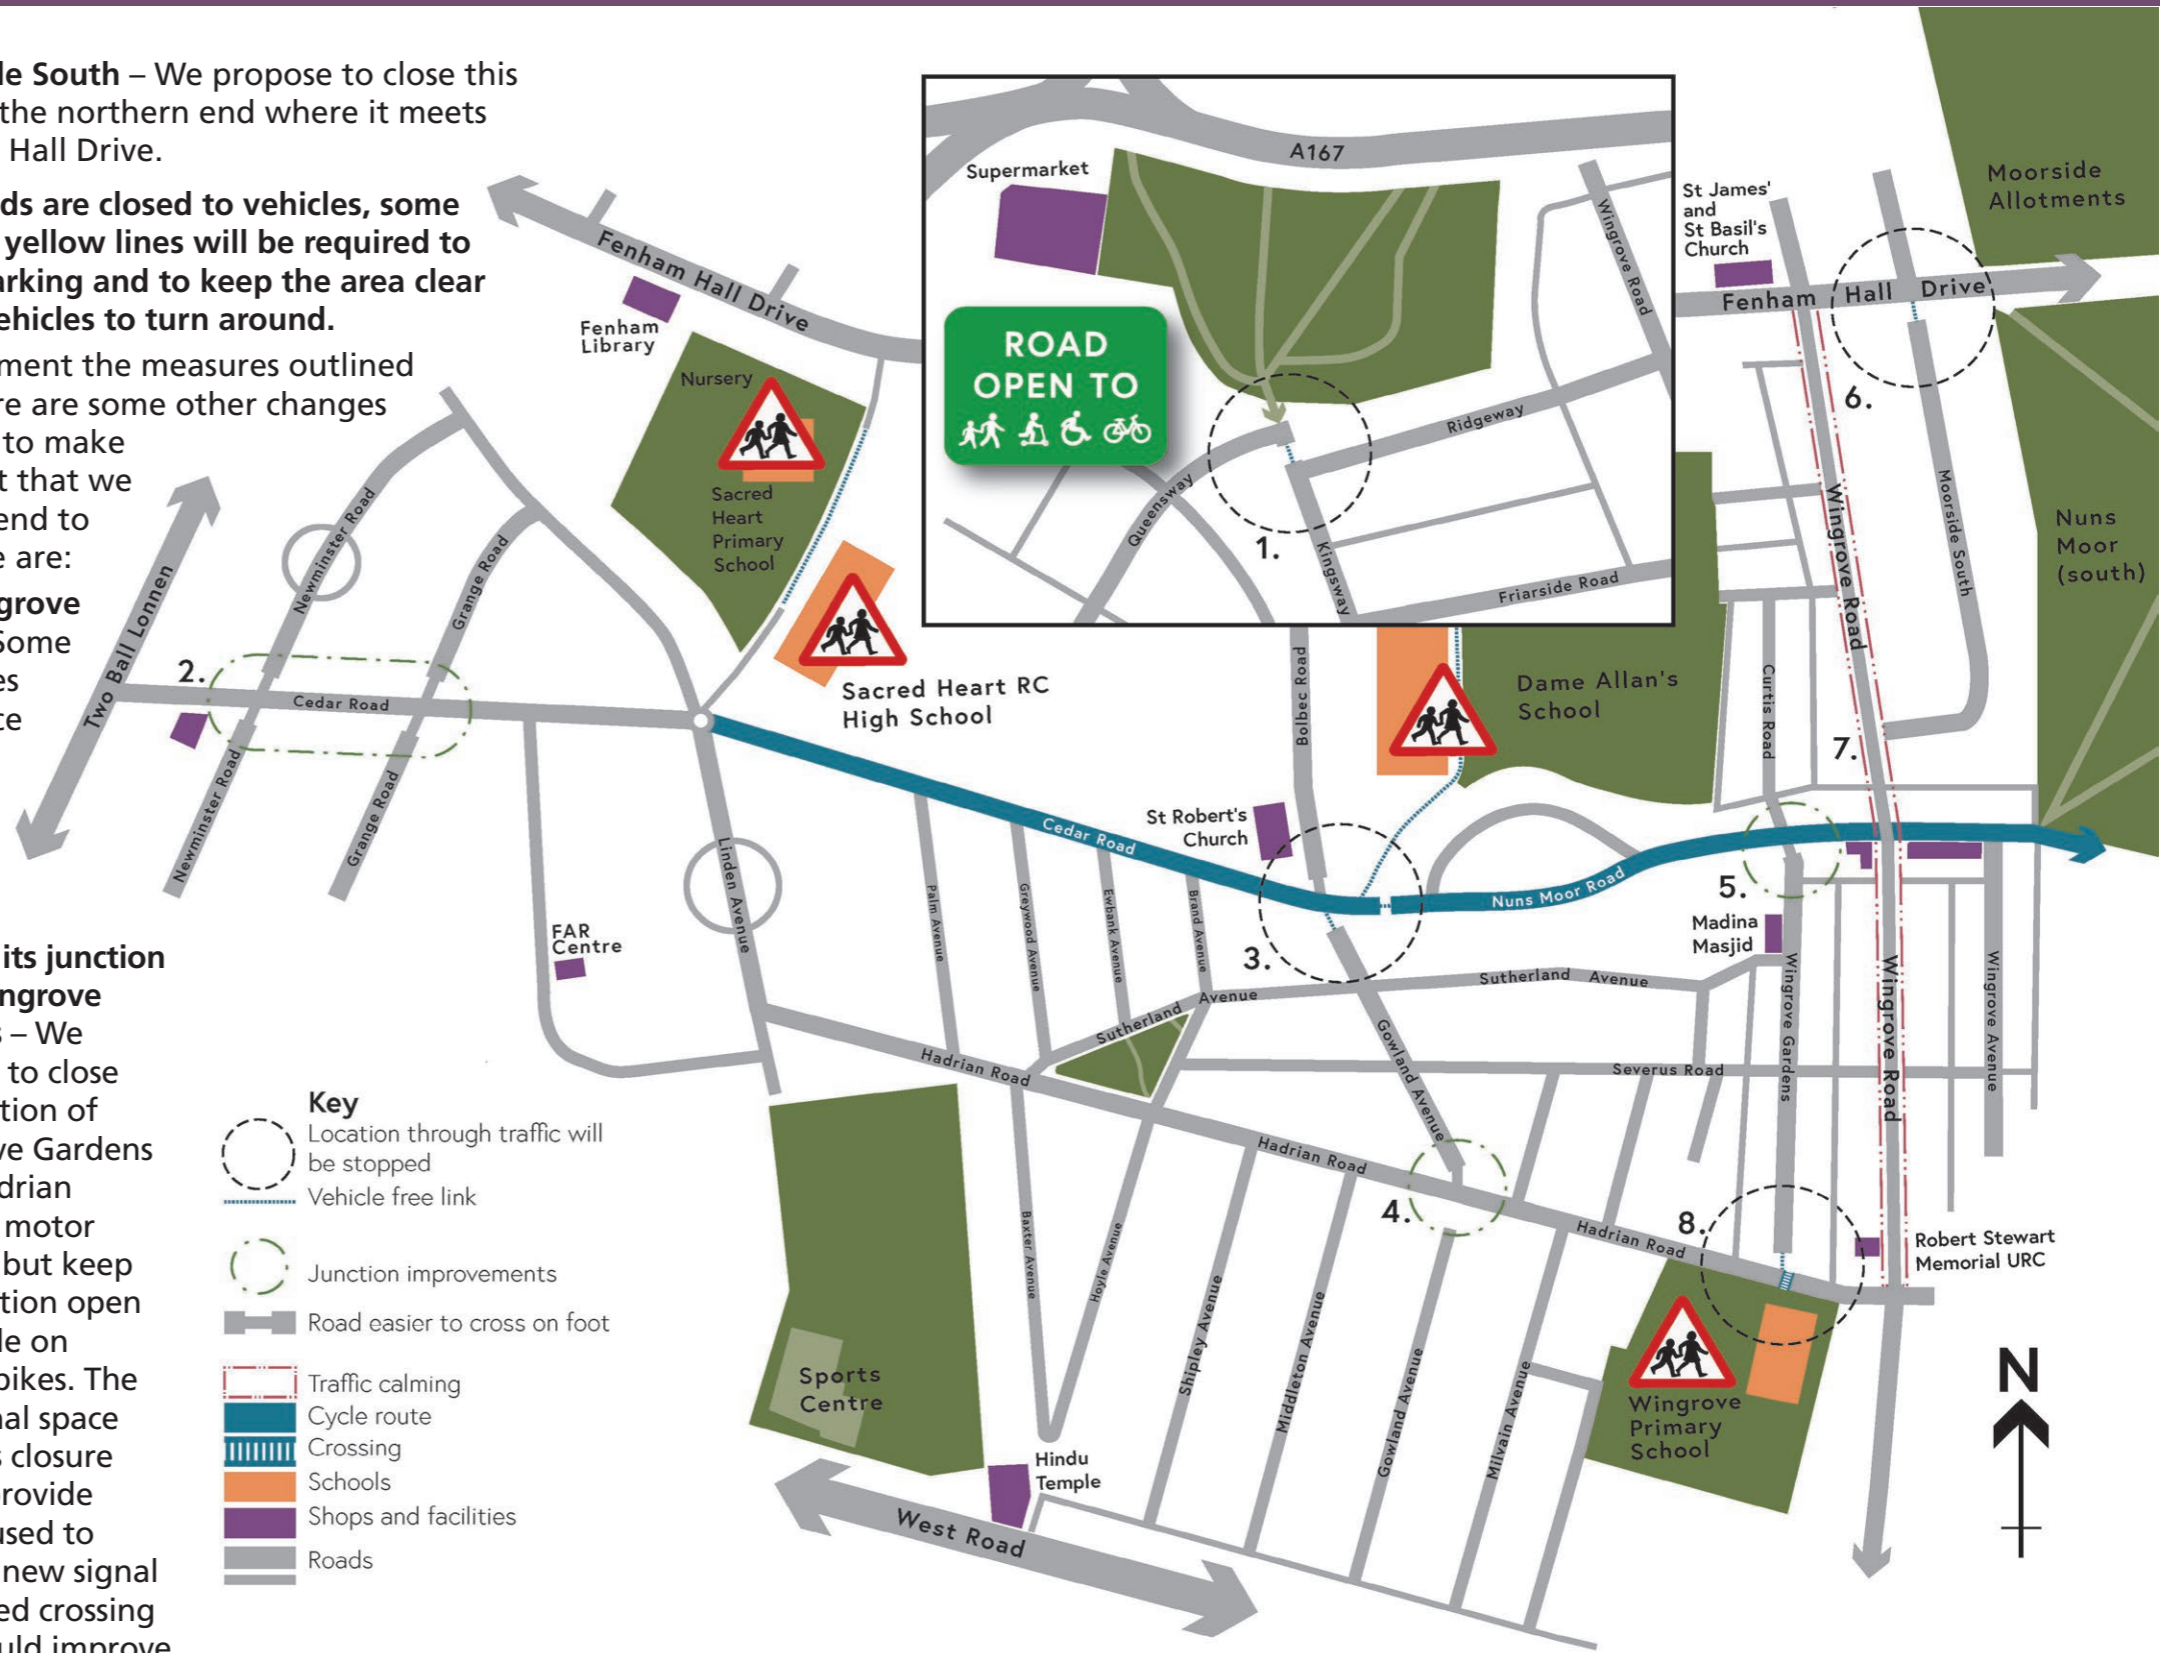 le South – We propose to close this
the northern end where it meets
Hall Drive.
ds are closed to vehicles, some
yellow lines will be required to
arking and to keep the area clear
ehicles to turn around.
ment the measures outlined
re are some other changes
to make
t that we
end to
e are:
grove
Some
es
ce
its junction
ngrove
s – We
to close
tion of
ve Gardens
drian
motor
but keep
tion open
le on
bikes. The
nal space
s closure
rovide
used to
new signal
ed crossing
uld improve
Fenham Hall Drive
Fenham
Library
Nursery
Sacred
Heart
Primary
School
Sacred Heart RC
High School
Two Ball Lonnen
Newminster Road
Grange Road
2.
Cedar Road
Newminster Road
Grange Road
Linden Avenue
FAR
Centre
A167
Supermarket
ROAD
OPEN TO
Wingrove Road
Ridgeway
Queensway
1.
Kingsway
Friarside Road
St James'
and
St Basil's
Church
Moorside
Allotments
Fenham Hall Drive
6.
Wingrove Road
Moorside South
Nuns
Moor
(south)
Curtis Road
7.
Bolbec Road
Dame Allan's
School
St Robert's
Church
Cedar Road
Nuns Moor Road
3.
5.
Madina
Masjid
Palm Avenue
Greywood Avenue
Ewbank Avenue
Brand Avenue
Sutherland Avenue
Sutherland Avenue
Gowland Avenue
Severus Road
Wingrove Gardens
Wingrove Road
Wingrove Avenue
Hadrian Road
Hadrian Road
4.
Hadrian Road
8.
Robert Stewart
Memorial URC
Baxter Avenue
Hoyle Avenue
Shipley Avenue
Middleton Avenue
Gowland Avenue
Milvain Avenue
Wingrove
Primary
School
Sports
Centre
Hindu
Temple
West Road
N
Key
Location through traffic will
be stopped
Vehicle free link
Junction improvements
Road easier to cross on foot
Traffic calming
Cycle route
Crossing
Schools
Shops and facilities
Roads